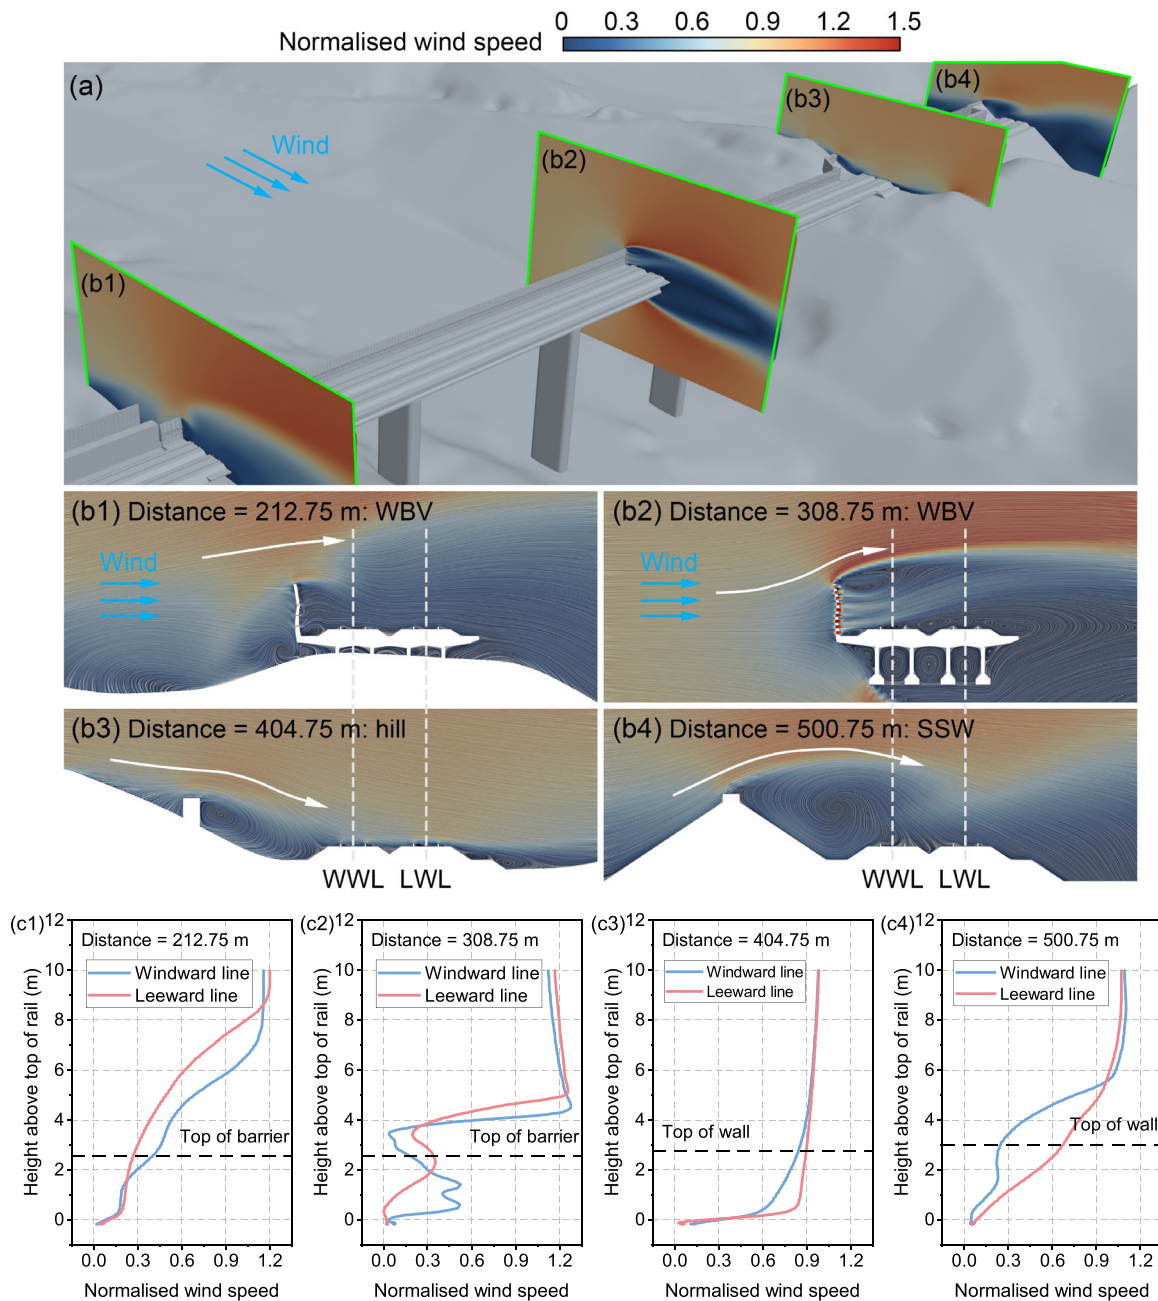 Normalised wind speed 0 0.3 0.6 0.9 1.2 1.5
(a)
Wind
(b1)
(b2)
(b3)
(b4)
(b1) Distance = 212.75 m: WBV
Wind
(b2) Distance = 308.75 m: WBV
Wind
(b3) Distance = 404.75 m: hill
WWL LWL
(b4) Distance = 500.75 m: SSW
WWL LWL
(c1)
Distance = 212.75 m
Windward line
Leeward line
Top of barrier
Height above top of rail (m)
12
10
8
6
4
2
0
0.0 0.3 0.6 0.9 1.2
Normalised wind speed
(c2)
Distance = 308.75 m
Windward line
Leeward line
Top of barrier
Height above top of rail (m)
12
10
8
6
4
2
0
0.0 0.3 0.6 0.9 1.2
Normalised wind speed
(c3)
Distance = 404.75 m
Windward line
Leeward line
Top of wall
Height above top of rail (m)
12
10
8
6
4
2
0
0.0 0.3 0.6 0.9 1.2
Normalised wind speed
(c4)
Distance = 500.75 m
Windward line
Leeward line
Top of wall
Height above top of rail (m)
12
10
8
6
4
2
0
0.0 0.3 0.6 0.9 1.2
Normalised wind speed